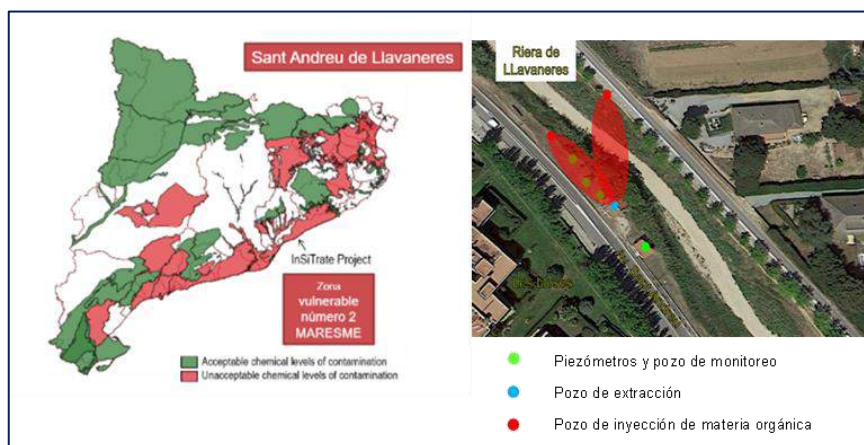 Sant Andreu de Llavaneres
InSiTrate Project
Zona
vulnerable
número 2
MARESME
Acceptable chemical levels of contamination
Unacceptable chemical levels of contamination
Riera de
LLavaneres
Piezómetros y pozo de monitoreo
Pozo de extracción
Pozo de inyección de materia orgánica